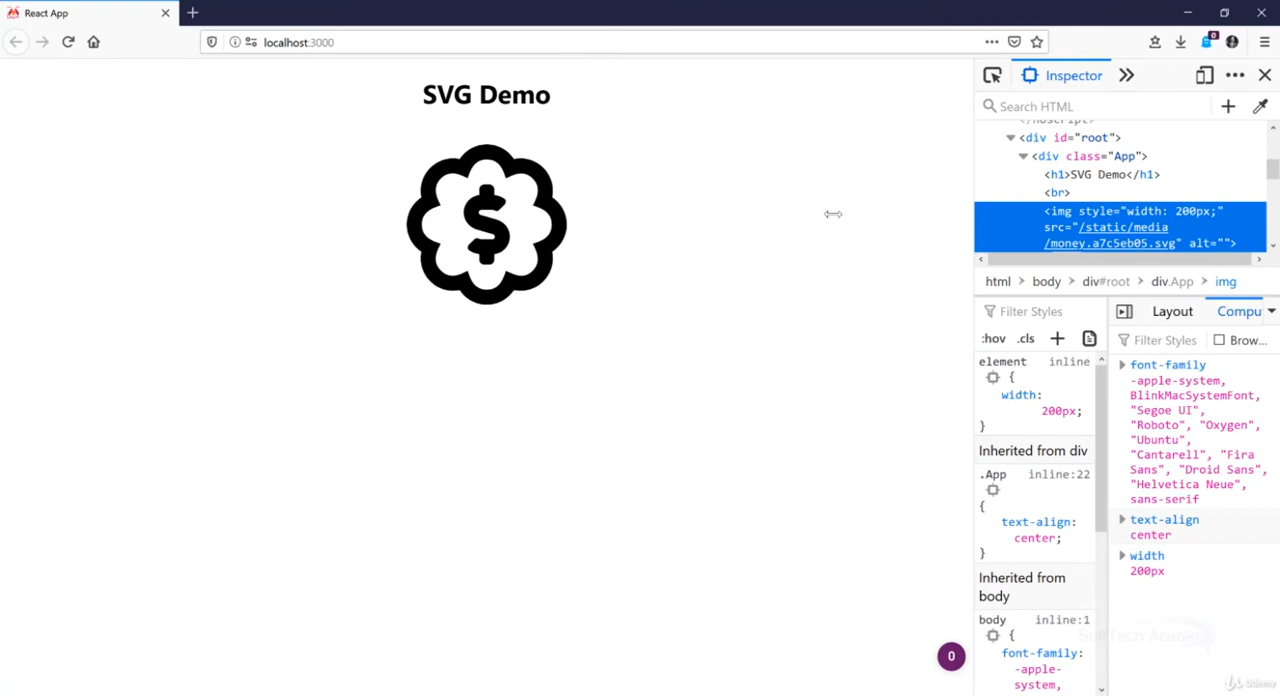 React App
localhost:3000
0
SVG Demo
$
Inspector
Search HTML
</noscript>
<div id="root">
<div class="App">
<h1>SVG Demo</h1>
<br>
<img style="width: 200px;"
src="/static/media
/money.a7c5eb05.svg" alt="">
html > body > div#root > div.App > img
Filter Styles
:hov .cls +
element inline
{
width:
200px;
}
Inherited from div
.App inline:22
{
text-align:
center;
}
Inherited from
body
body inline:1
{
font-family:
-apple-
system,
Layout Compu
Filter Styles Brow...
font-family
-apple-system,
BlinkMacSystemFont,
"Segoe UI",
"Roboto", "Oxygen",
"Ubuntu",
"Cantarell", "Fira
Sans", "Droid Sans",
"Helvetica Neue",
sans-serif
text-align
center
width
200px
0
SoftTech Academy
Udemy